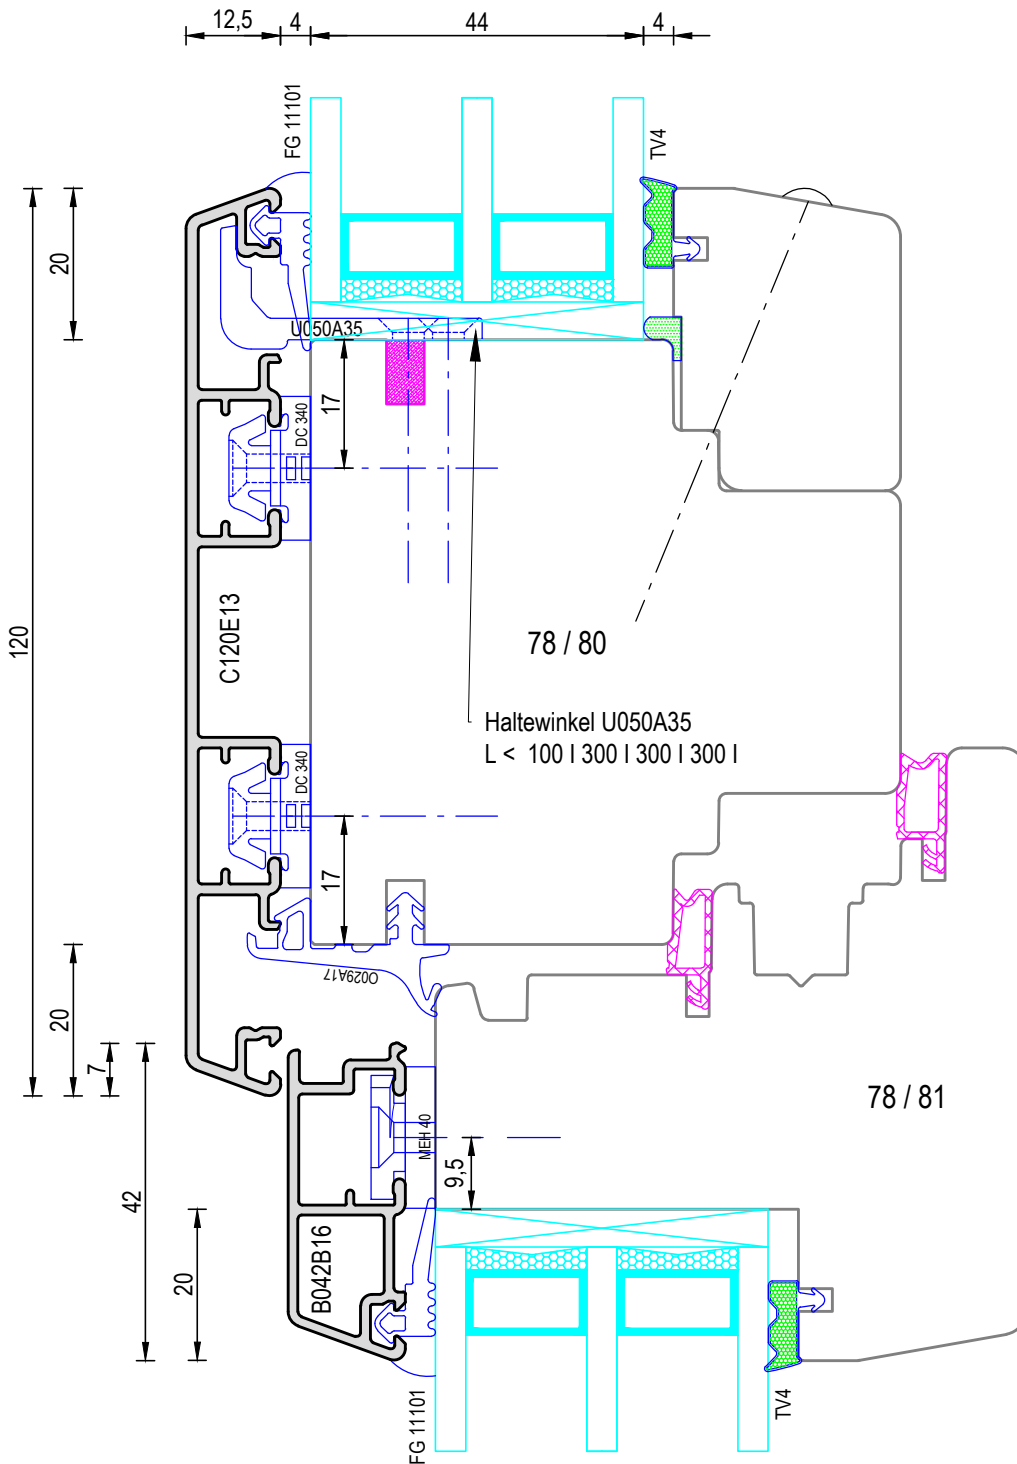 12,5
4
44
4
FG 11101
TV4
20
U050A35
17
DC 340
120
C120E13
78 / 80
Haltewinkel U050A35
L < 100 I 300 I 300 I 300 I
DC 340
17
O029A17
20
7
78 / 81
MEH 40
9,5
42
B042B16
20
FG 11101
TV4